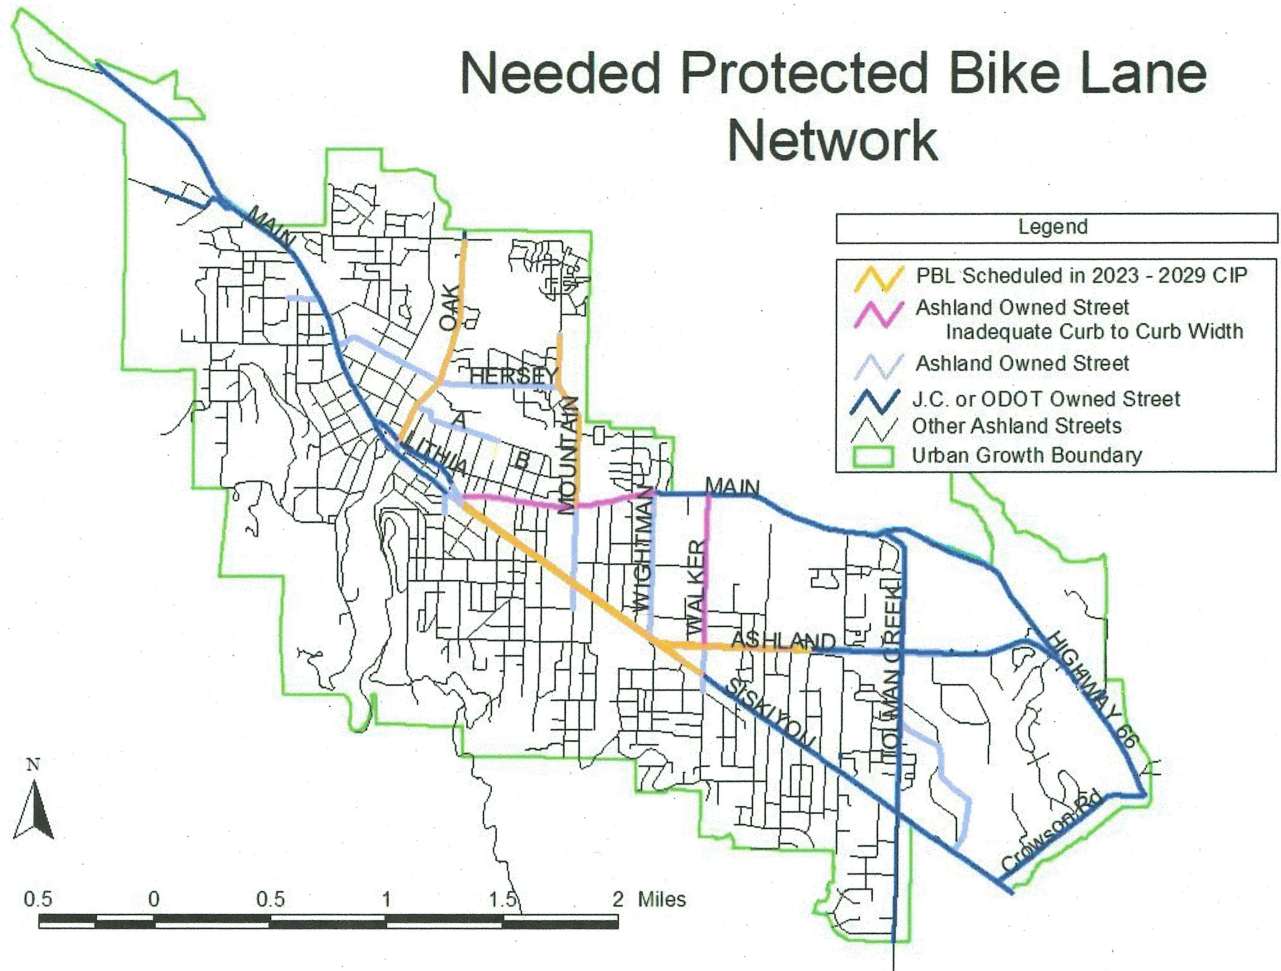 Needed Protected Bike Lane
Network
Legend
PBL Scheduled in 2023 - 2029 CIP
Ashland Owned Street
Inadequate Curb to Curb Width
Ashland Owned Street
J.C. or ODOT Owned Street
Other Ashland Streets
Urban Growth Boundary
MAIN
OAK
HERSEY
A
LITHIA
B
MOUNTAIN
MAIN
WIGHTMAN
WALKER
ASHLAND
TOLMAN CREEK
HIGHWAY 66
SISKIYOU
Crowson Rd
N
0.5 0 0.5 1 1.5 2 Miles